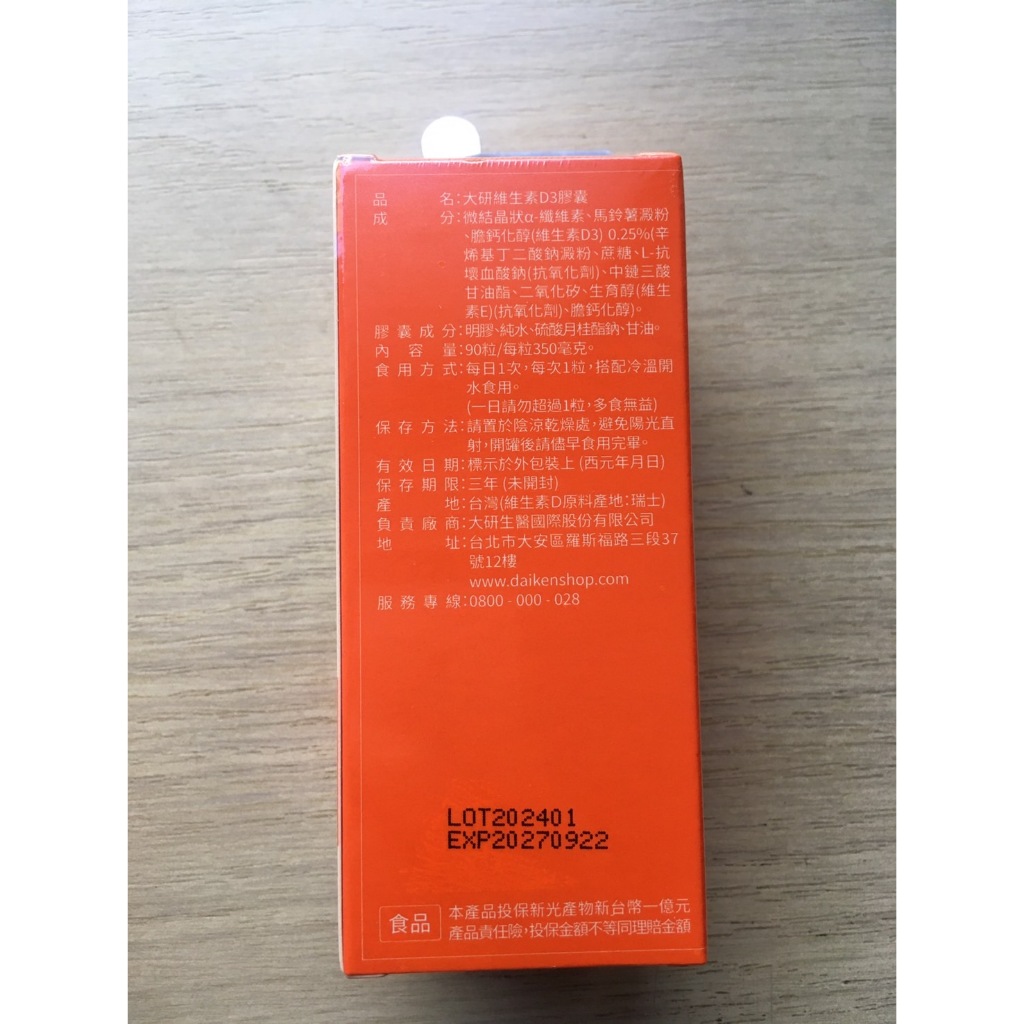 品名:大研維生素D3膠囊
成分:微結晶狀α-纖維素、馬鈴薯澱粉
、膽鈣化醇(維生素D3) 0.25%(辛
烯基丁二酸鈉澱粉、蔗糖、L-抗
壞血酸鈉(抗氧化劑)、中鏈三酸
甘油酯、二氧化矽、生育醇(維生
素E)(抗氧化劑)、膽鈣化醇)。
膠囊成分:明膠、純水、硫酸月桂酯鈉、甘油。
內容量:90粒/每粒350毫克。
食用方式:每日1次,每次1粒,搭配冷溫開
水食用。
(一日請勿超過1粒,多食無益)
保存方法:請置於陰涼乾燥處,避免陽光直
射,開罐後請儘早食用完畢。
有效日期:標示於外包裝上 (西元年月日)
保存期限:三年 (未開封)
產地:台灣(維生素D原料產地:瑞士)
負責廠商:大研生醫國際股份有限公司
地址:台北市大安區羅斯福路三段37
號12樓
www.daikenshop.com
服務專線:0800 - 000 - 028
LOT202401
EXP20270922
食品
本產品投保新光產物新台幣一億元
產品責任險,投保金額不等同理賠金額